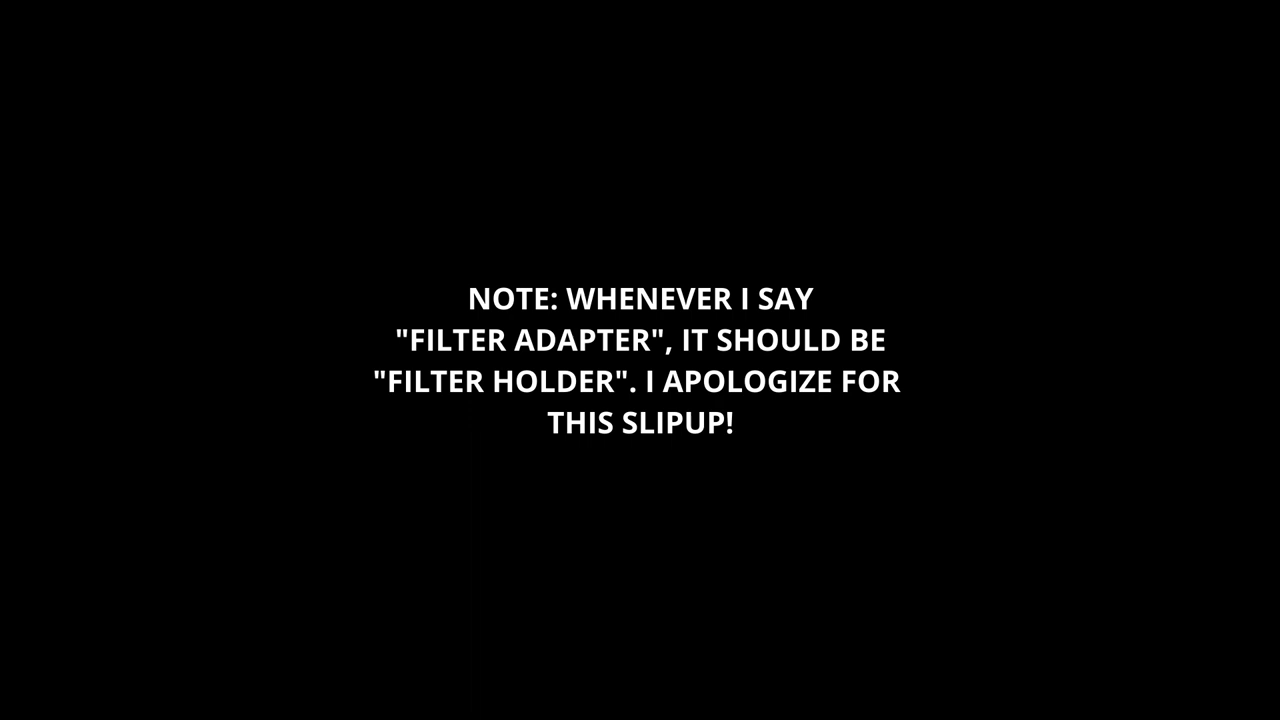 NOTE: WHENEVER I SAY
"FILTER ADAPTER", IT SHOULD BE
"FILTER HOLDER". I APOLOGIZE FOR
THIS SLIPUP!